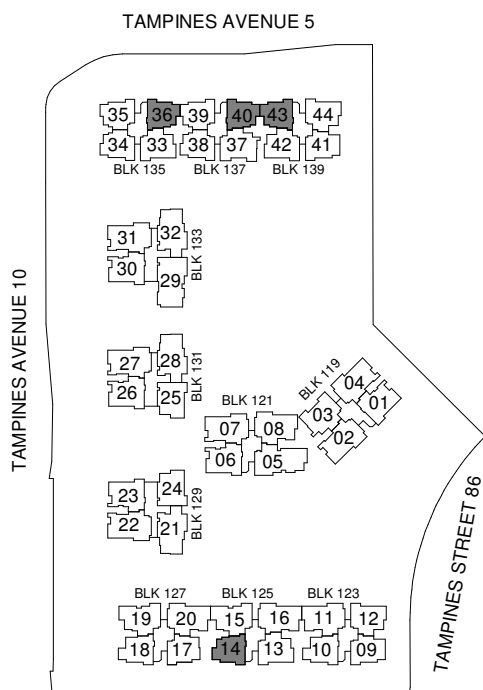 TAMPINES AVENUE 5
35 36 39 40 43 44
34 33 38 37 42 41
BLK 135 BLK 137 BLK 139
31 32
30 29
BLK 133
TAMPINES AVENUE 10
27 28
26 25
BLK 131
BLK 119
04 01
03 02
BLK 121
07 08
06 05
23 24
22 21
BLK 129
TAMPINES STREET 86
BLK 127 BLK 125 BLK 123
19 20 15 16 11 12
18 17 14 13 10 09